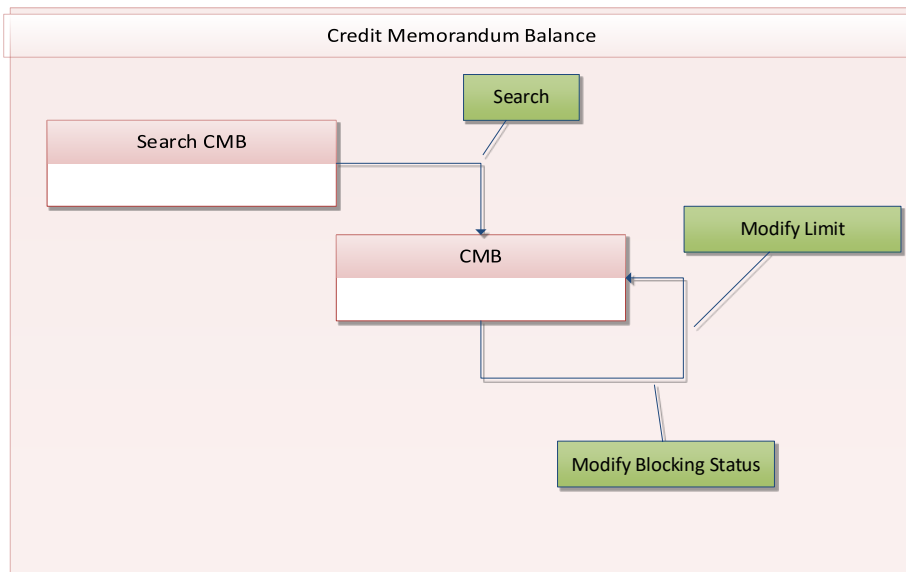 Credit Memorandum Balance
Search
Search CMB
Modify Limit
CMB
Modify Blocking Status